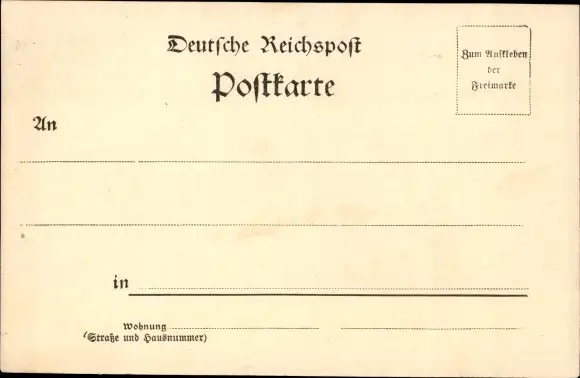 Deutsche Reichspost
Postkarte
Zum Aufkleben
der
Freimarke
An
in
Wohnung
(Straße und Hausnummer)